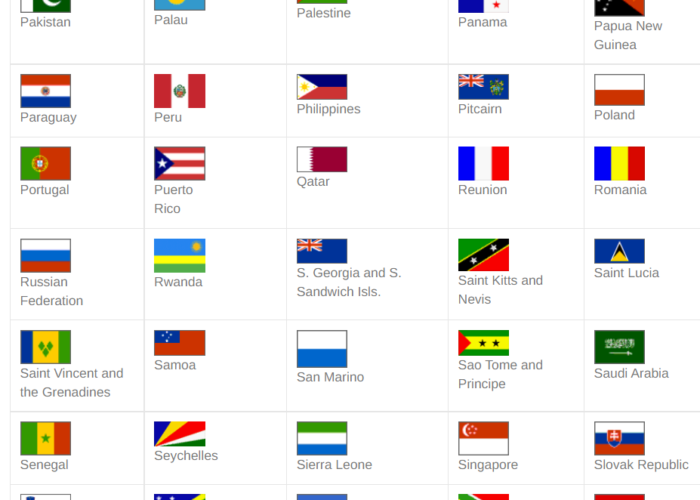 Pakistan
Palau
Palestine
Panama
Papua New
Guinea
Paraguay
Peru
Philippines
Pitcairn
Poland
Portugal
Puerto
Rico
Qatar
Reunion
Romania
Russian
Federation
Rwanda
S. Georgia and S.
Sandwich Isls.
Saint Kitts and
Nevis
Saint Lucia
Saint Vincent and
the Grenadines
Samoa
San Marino
Sao Tome and
Principe
Saudi Arabia
Senegal
Seychelles
Sierra Leone
Singapore
Slovak Republic